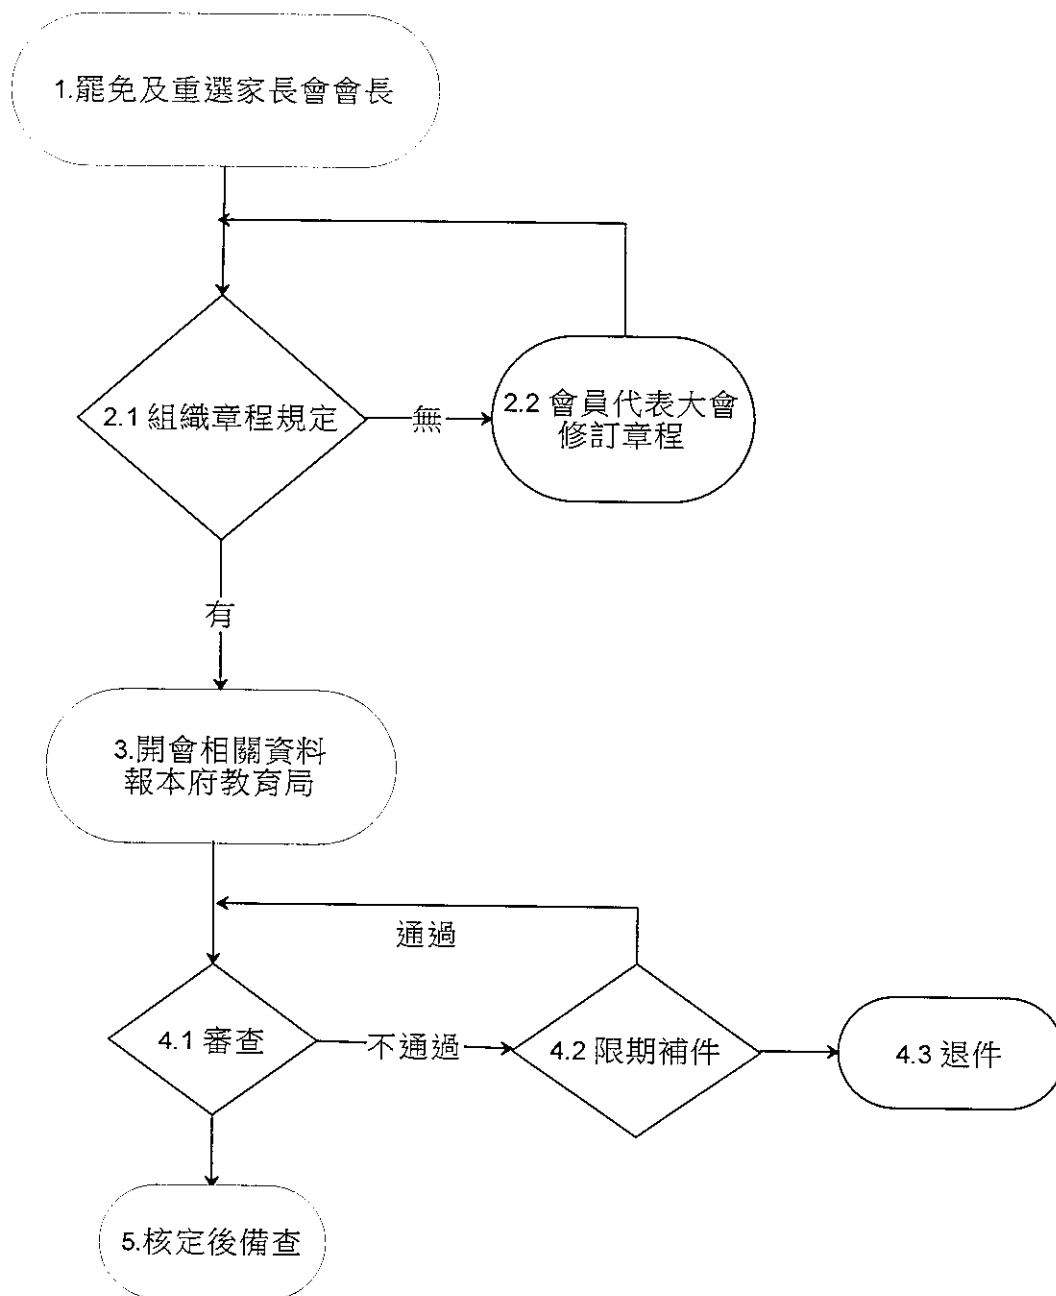 1.罷免及重選家長會會長
2.1 組織章程規定
無
2.2 會員代表大會
修訂章程
有
3.開會相關資料
報本府教育局
通過
4.1 審查
不通過
4.2 限期補件
4.3 退件
5.核定後備查